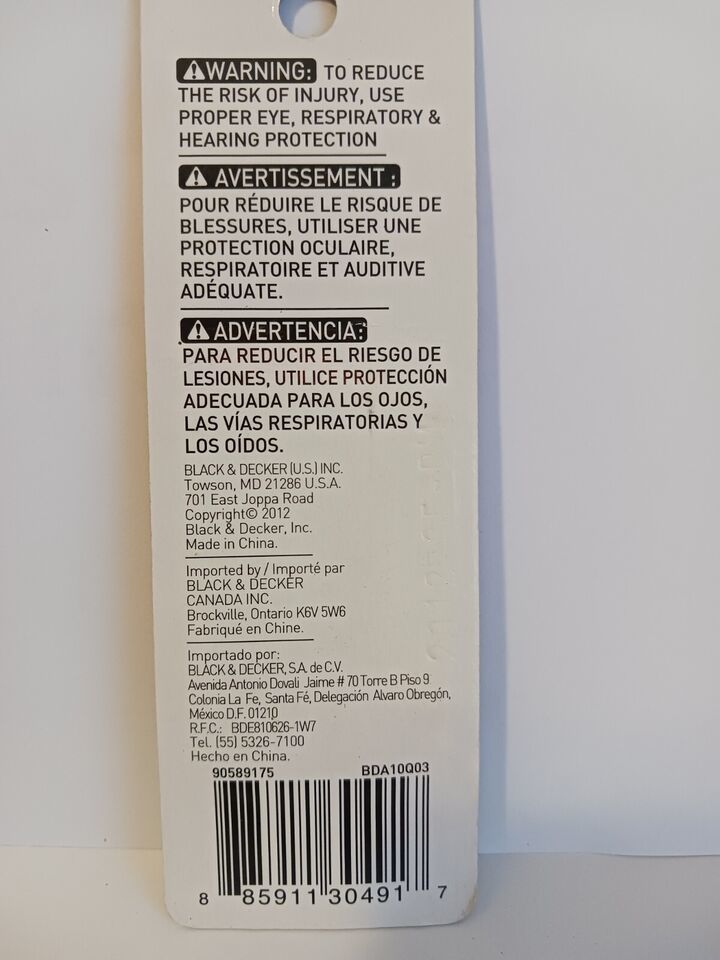 ⚠WARNING: TO REDUCE
THE RISK OF INJURY, USE
PROPER EYE, RESPIRATORY &
HEARING PROTECTION
⚠ AVERTISSEMENT :
POUR RÉDUIRE LE RISQUE DE
BLESSURES, UTILISER UNE
PROTECTION OCULAIRE,
RESPIRATOIRE ET AUDITIVE
ADÉQUATE.
⚠ADVERTENCIA:
PARA REDUCIR EL RIESGO DE
LESIONES, UTILICE PROTECCIÓN
ADECUADA PARA LOS OJOS,
LAS VÍAS RESPIRATORIAS Y
LOS OÍDOS.
BLACK & DECKER (U.S.) INC.
Towson, MD 21286 U.S.A.
701 East Joppa Road
Copyright© 2012
Black & Decker, Inc.
Made in China.
Imported by / Importé par
BLACK & DECKER
CANADA INC.
Brockville, Ontario K6V 5W6
Fabriqué en Chine.
Importado por:
BLACK & DECKER, S.A. de C.V.
Avenida Antonio Dovali Jaime # 70 Torre B Piso 9
Colonia La Fe, Santa Fé, Delegación Alvaro Obregón,
México D.F. 01210
R.F.C.: BDE810626-1W7
Tel. (55) 5326-7100
Hecho en China.
90589175 BDA10Q03
8 85911 30491 7